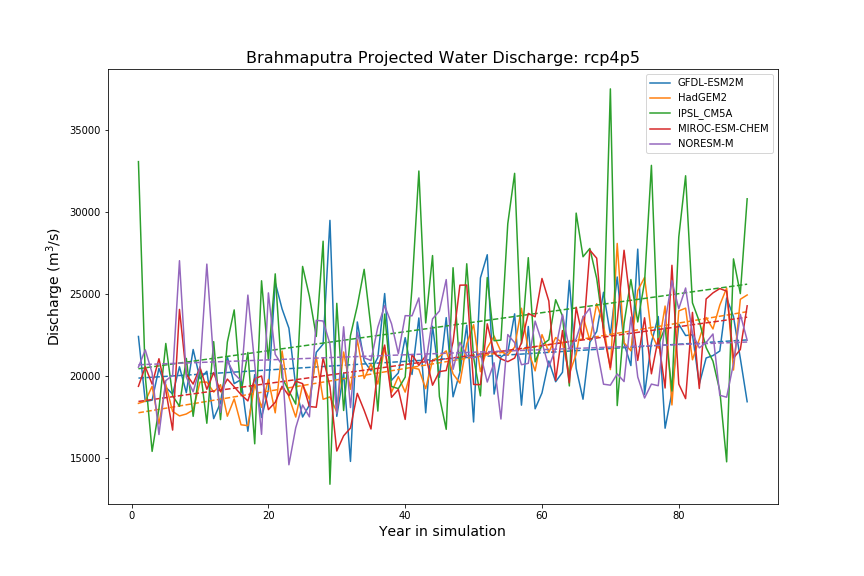 Brahmaputra Projected Water Discharge: rcp4p5
GFDL-ESM2M
HadGEM2
IPSL_CM5A
MIROC-ESM-CHEM
NORESM-M
35000
30000
25000
20000
15000
Discharge (m³/s)
0 20 40 60 80
Year in simulation